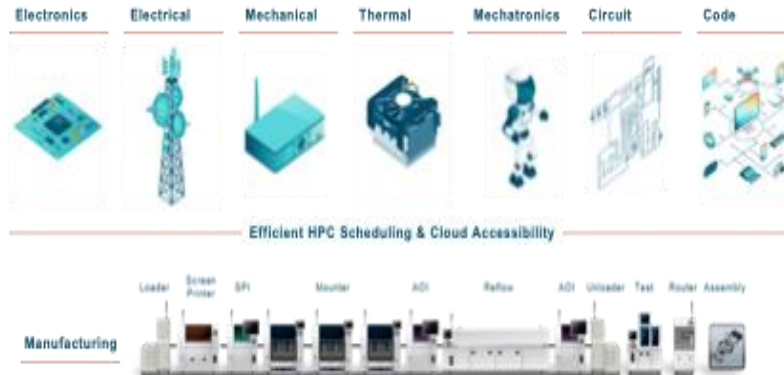 Electronics Electrical Mechanical Thermal Mechatronics Circuit Code
Efficient HPC Scheduling & Cloud Accessibility
Loader Screen Printer SPI Mounter AOI Reflow AOI Unloader Test Router Assembly
Manufacturing